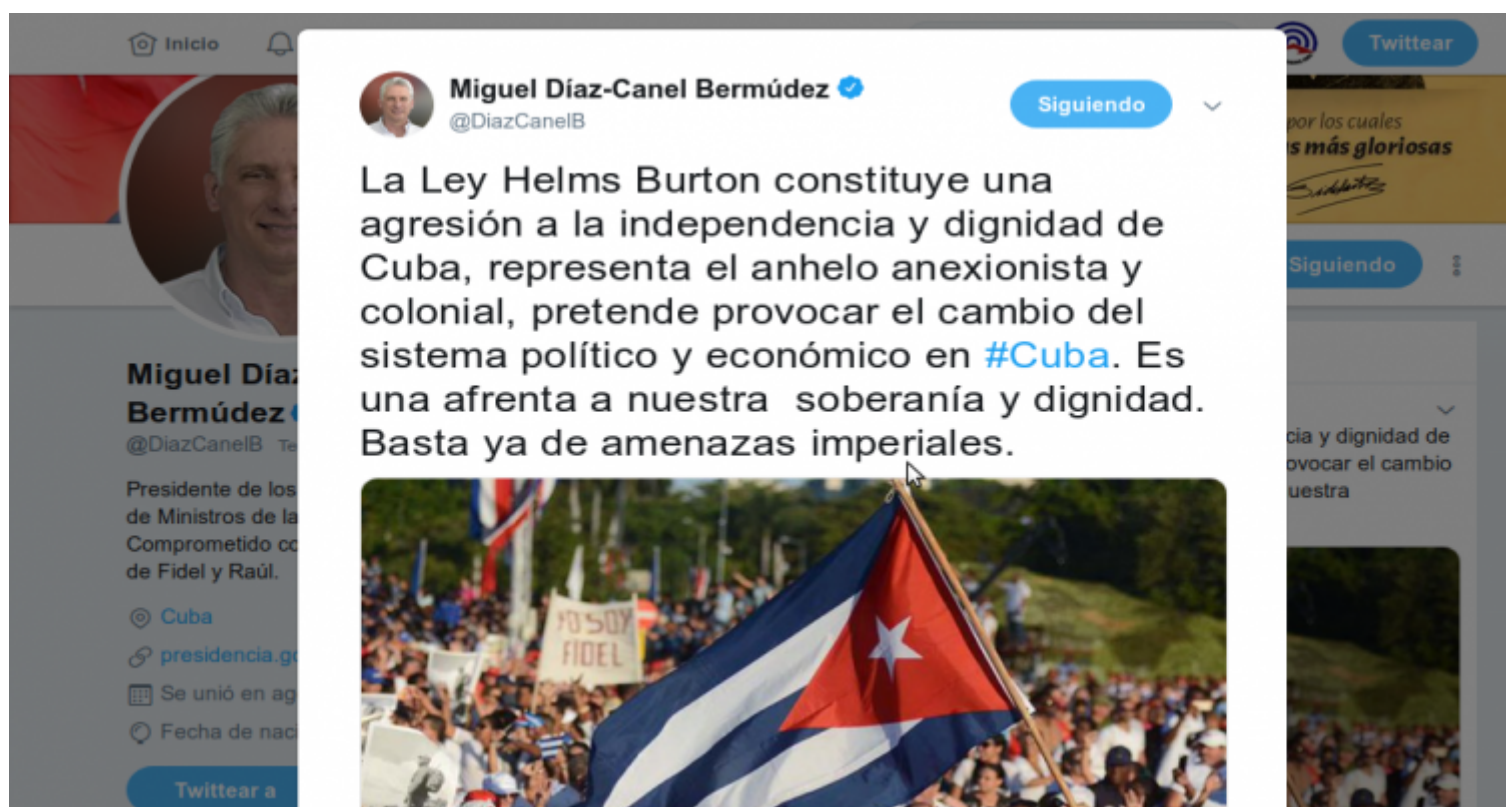 Inicio
Twittear
Miguel Díaz-Canel Bermúdez
@DiazCanelB
Siguiendo
La Ley Helms Burton constituye una
agresión a la independencia y dignidad de
Cuba, representa el anhelo anexionista y
colonial, pretende provocar el cambio del
sistema político y económico en #Cuba. Es
una afrenta a nuestra soberanía y dignidad.
Basta ya de amenazas imperiales.
YO SOY
FIDEL
Miguel Díaz
Bermúdez
@DiazCanelB Te
Presidente de los
de Ministros de la
Comprometido co
de Fidel y Raúl.
Cuba
presidencia.go
Se unió en ag
Fecha de naci
Twittear a
por los cuales
s más gloriosas
Siguiendo
cia y dignidad de
ovocar el cambio
uestra